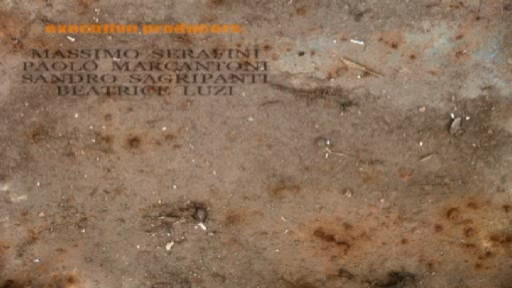 executive producers
MASSIMO SERAFINI
PAOLO MARCANTONI
SANDRO SAGRIPANTI
BEATRICE LUZI